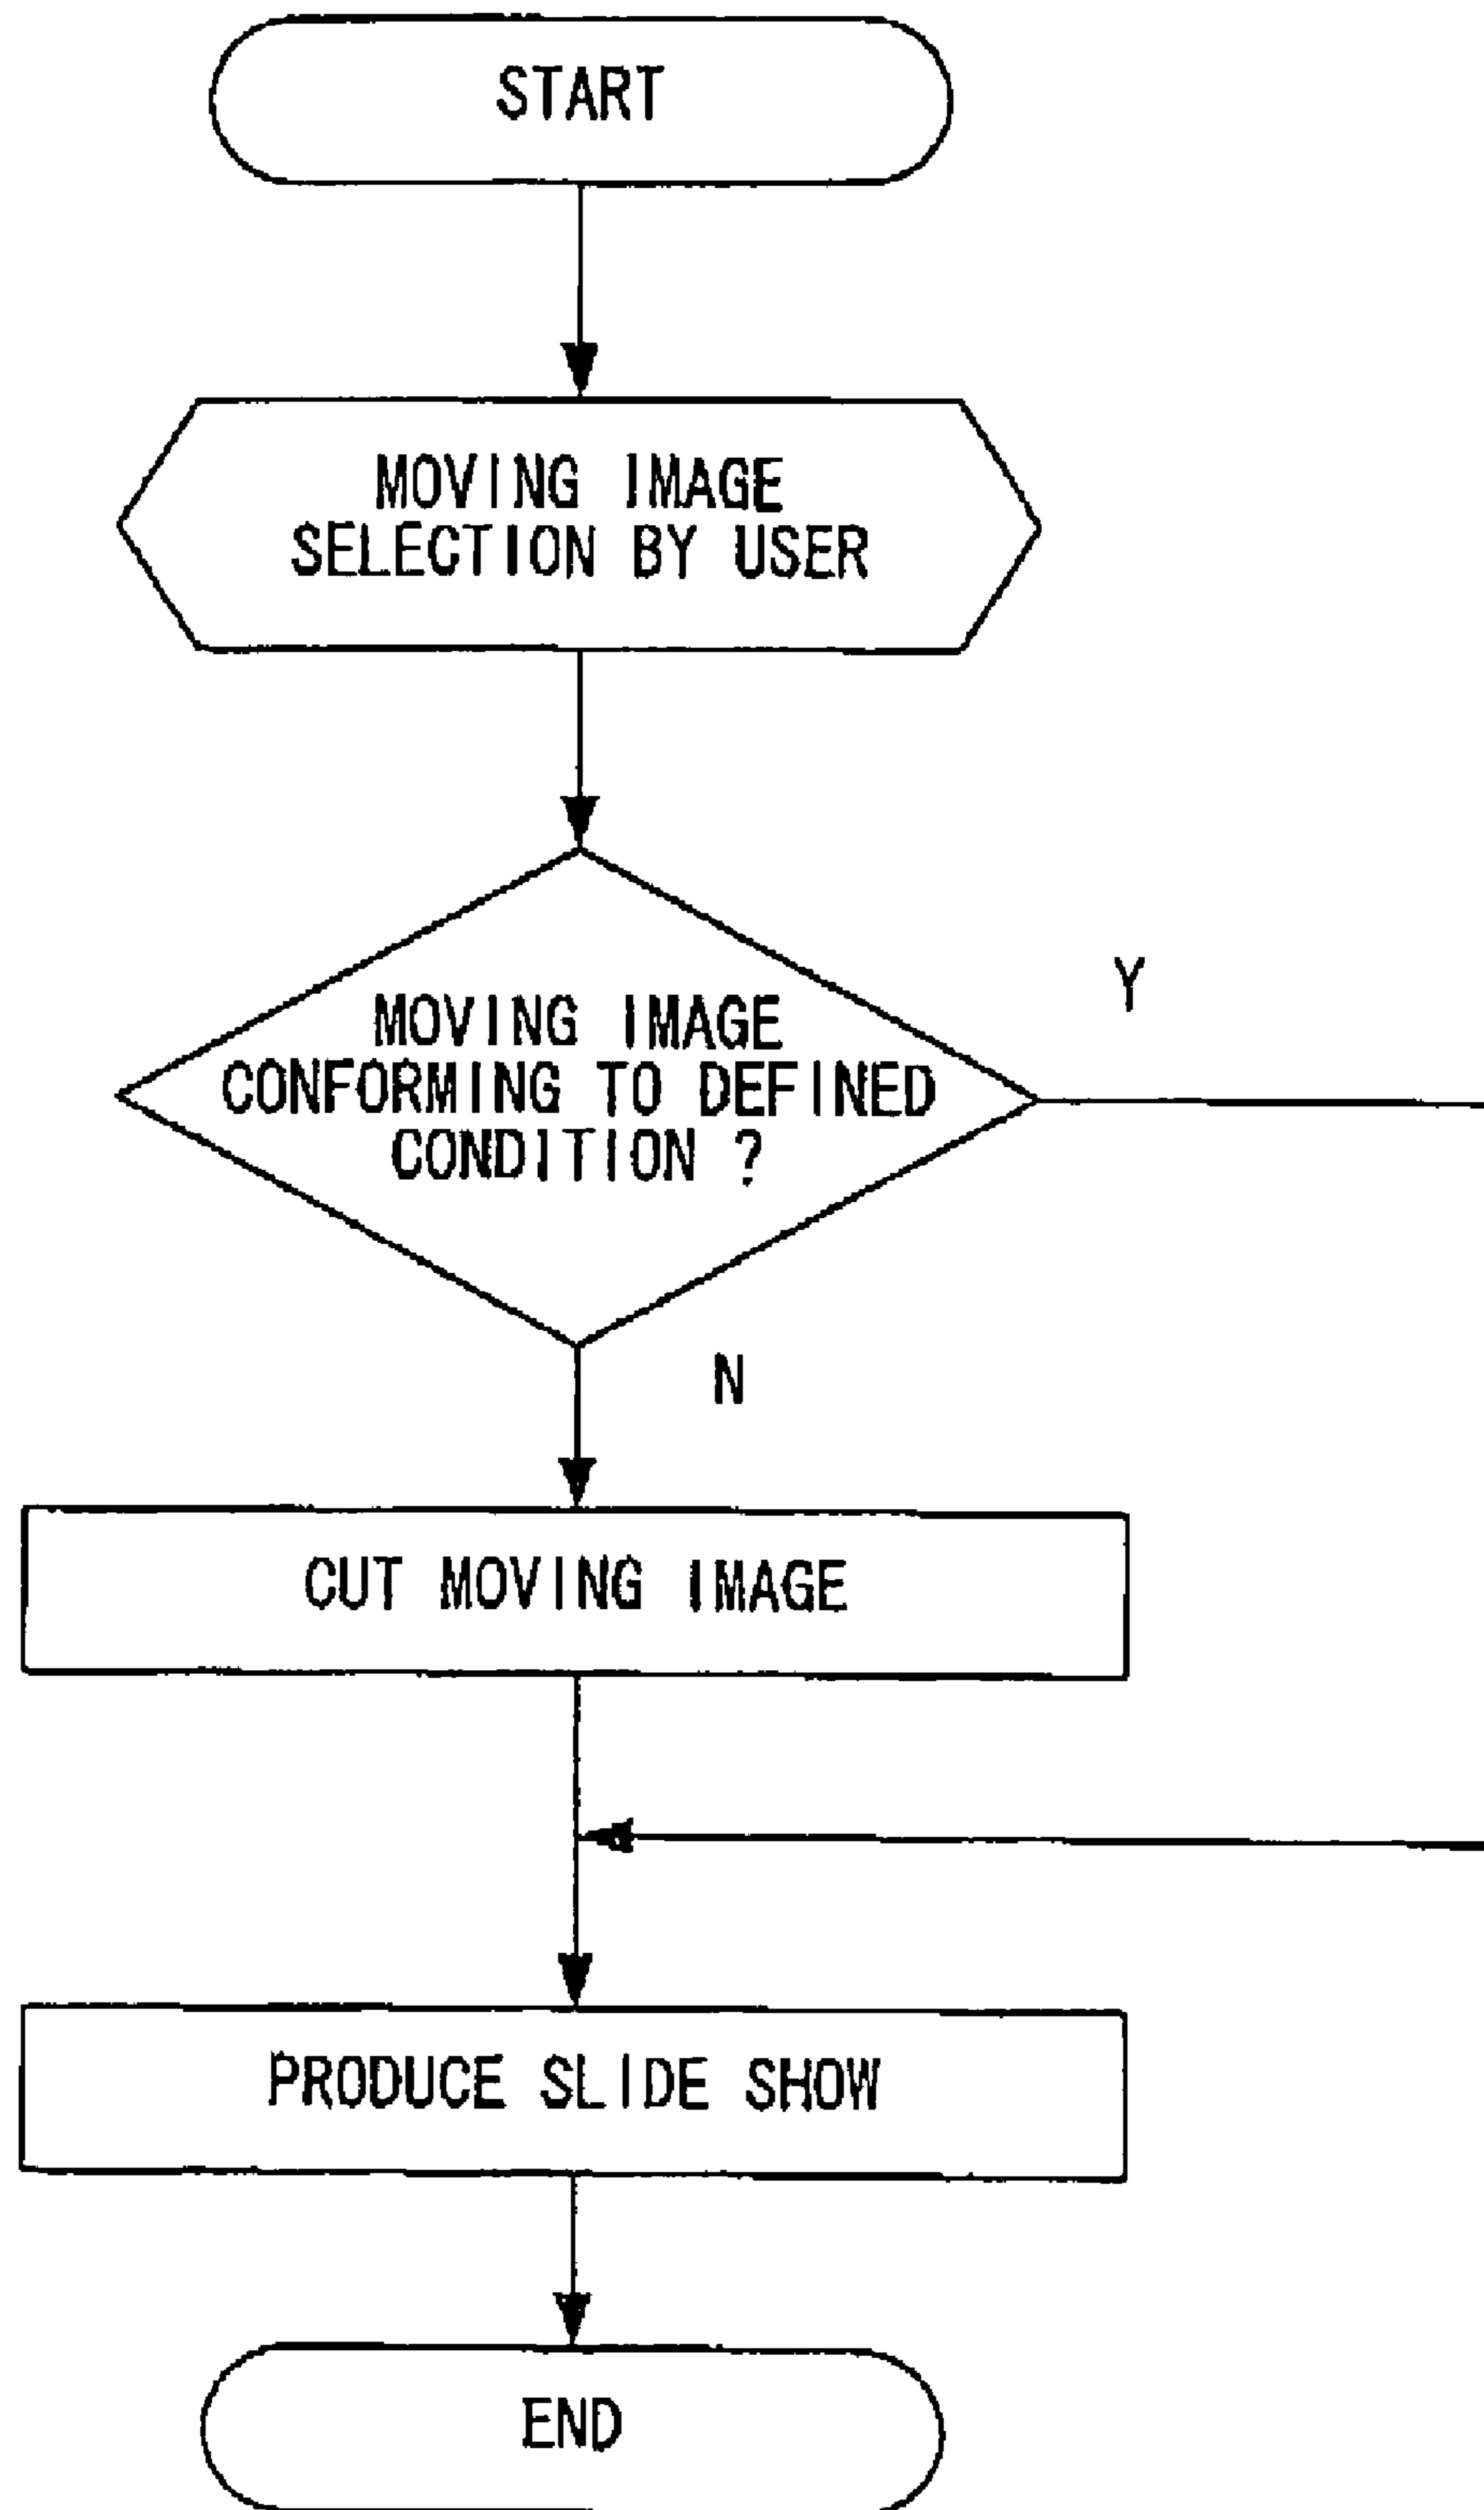 START
MOVING IMAGE
SELECTION BY USER
Y
MOVING IMAGE
CONFORMING TO DEFINED
CONDITION ?
N
CUT MOVING IMAGE
PRODUCE SLIDE SHOW
END